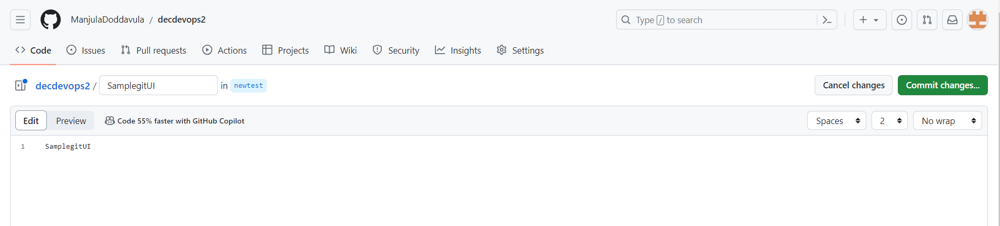 ManjulaDoddavula / decdevops2
Type / to search
Code Issues Pull requests Actions Projects Wiki Security Insights Settings
decdevops2 / SamplegitUI in newtest
Cancel changes Commit changes...
Edit Preview Code 55% faster with GitHub Copilot
Spaces 2 No wrap
1 SamplegitUI